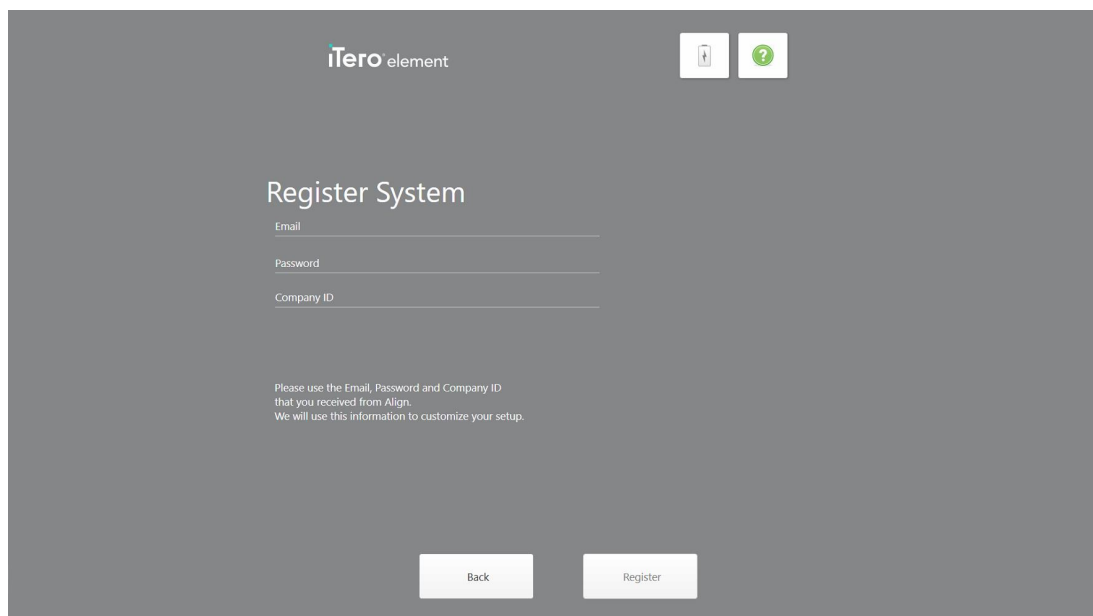 iTero element
?
Register System
Email
Password
Company ID
Please use the Email, Password and Company ID
that you received from Align.
We will use this information to customize your setup.
Back
Register